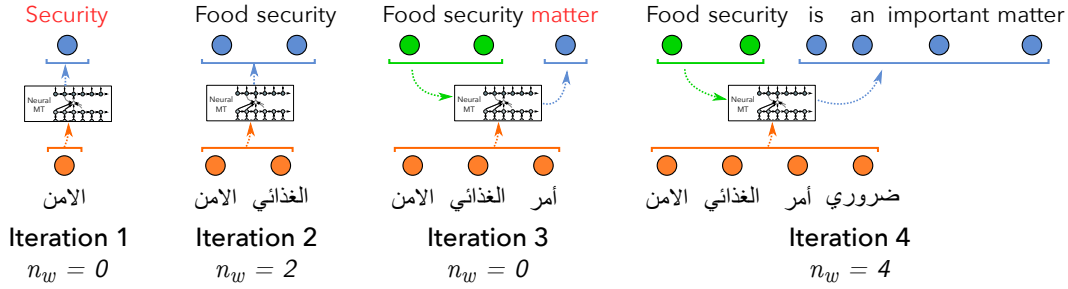 Security
Food security
Food security matter
Food security is an important matter
Neural MT
Neural MT
Neural MT
Neural MT
الامن
الامن الغذائي
الامن الغذائي أمر
الامن الغذائي أمر ضروري
Iteration 1
Iteration 2
Iteration 3
Iteration 4
n_w = 0
n_w = 2
n_w = 0
n_w = 4